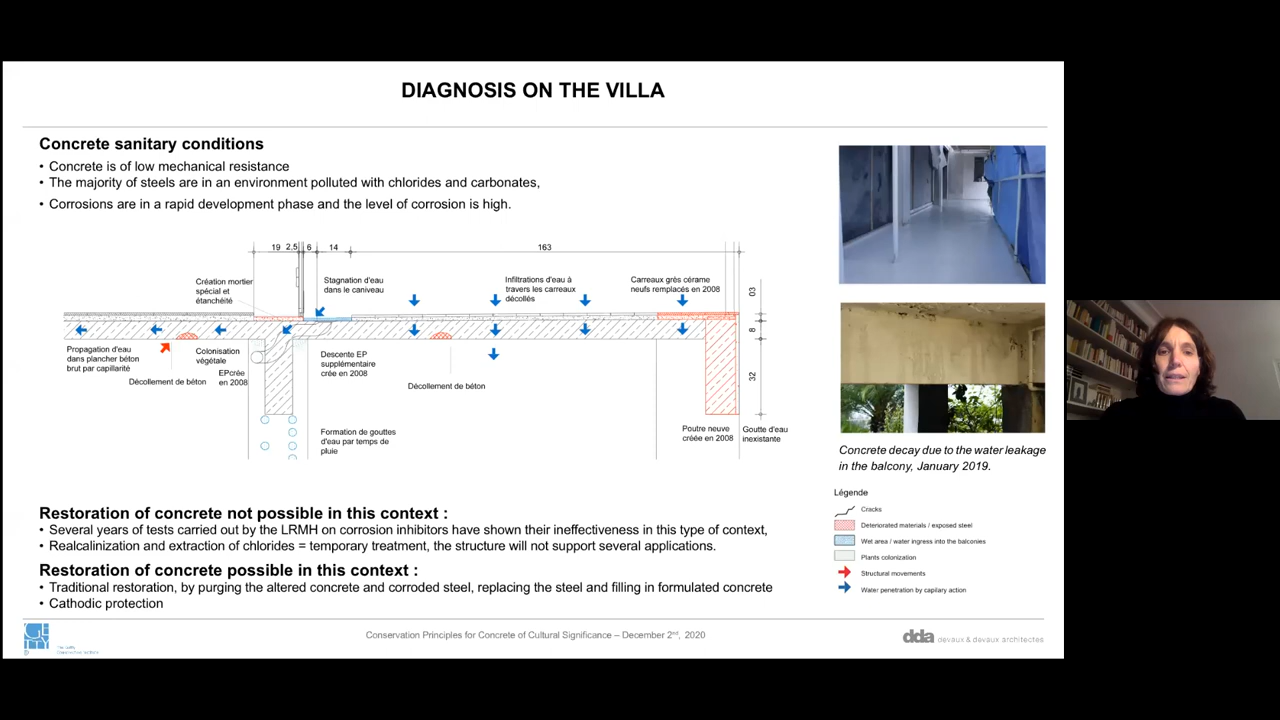 DIAGNOSIS ON THE VILLA
Concrete sanitary conditions
• Concrete is of low mechanical resistance
• The majority of steels are in an environment polluted with chlorides and carbonates,
• Corrosions are in a rapid development phase and the level of corrosion is high.
19 2,5 6 14 163
Création mortier
spécial et
étanchéité
Stagnation d'eau
dans le caniveau
Infiltrations d'eau à
travers les carreaux
décollés
Carreaux grès cérame
neufs remplacés en 2008
03
8
32
Propagation d'eau
dans plancher béton
brut par capillarité
Colonisation
végétale
Décollement de béton
EPcrée
en 2008
Descente EP
supplémentaire
crée en 2008
Décollement de béton
Formation de gouttes
d'eau par temps de
pluie
Poutre neuve
créée en 2008
Goutte d'eau
inexistante
Concrete decay due to the water leakage
in the balcony, January 2019.
Légende
Cracks
Deteriorated materials / exposed steel
Wet area / water ingress into the balconies
Plants colonization
Structural movements
Water penetration by capilary action
Restoration of concrete not possible in this context :
• Several years of tests carried out by the LRMH on corrosion inhibitors have shown their ineffectiveness in this type of context,
• Realcalinization and extraction of chlorides = temporary treatment, the structure will not support several applications.
Restoration of concrete possible in this context :
• Traditional restoration, by purging the altered concrete and corroded steel, replacing the steel and filling in formulated concrete
• Cathodic protection
Conservation Principles for Concrete of Cultural Significance – December 2nd, 2020
dda devaux & devaux architectes